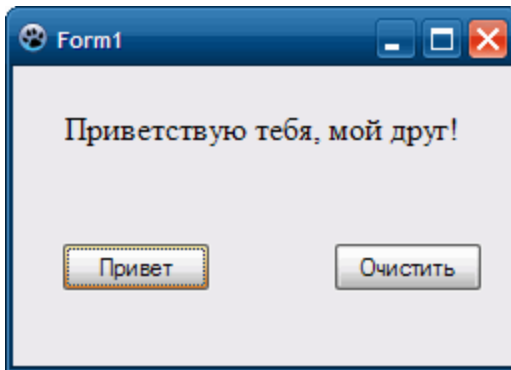 Form1
Приветствую тебя, мой друг!
Привет
Очистить